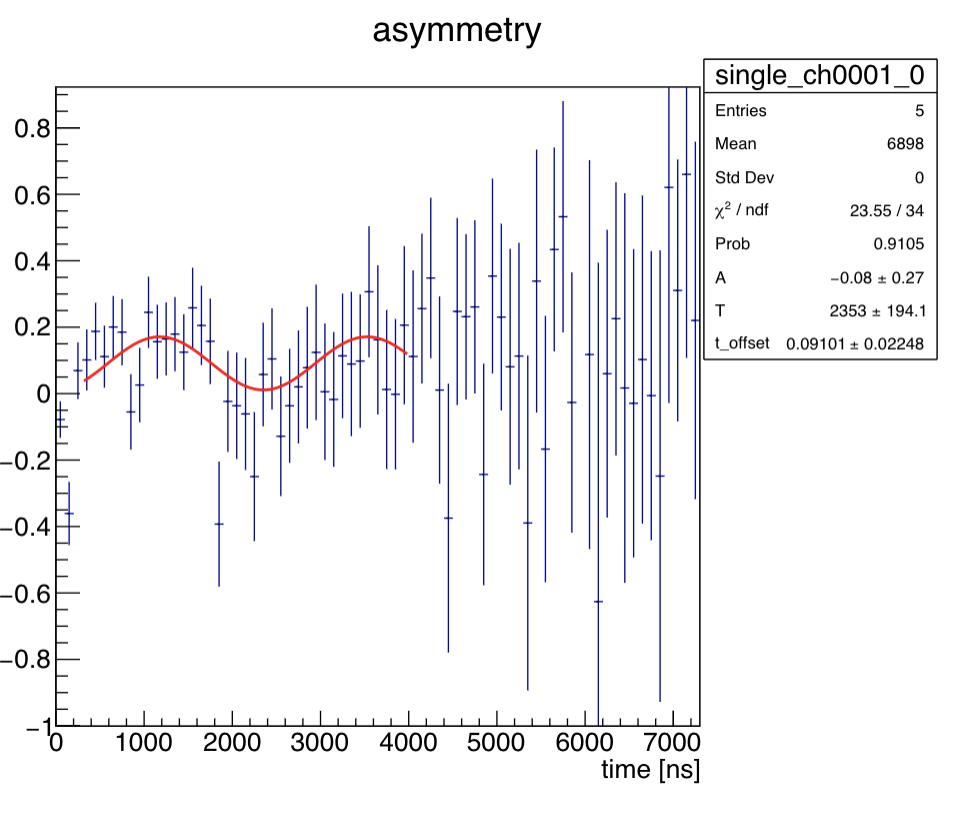 asymmetry
single_ch0001_0
Entries 5
Mean 6898
Std Dev 0
χ² / ndf 23.55 / 34
Prob 0.9105
A −0.08 ± 0.27
T 2353 ± 194.1
t_offset 0.09101 ± 0.02248
0.8
0.6
0.4
0.2
0
−0.2
−0.4
−0.6
−0.8
−1
0 1000 2000 3000 4000 5000 6000 7000
time [ns]